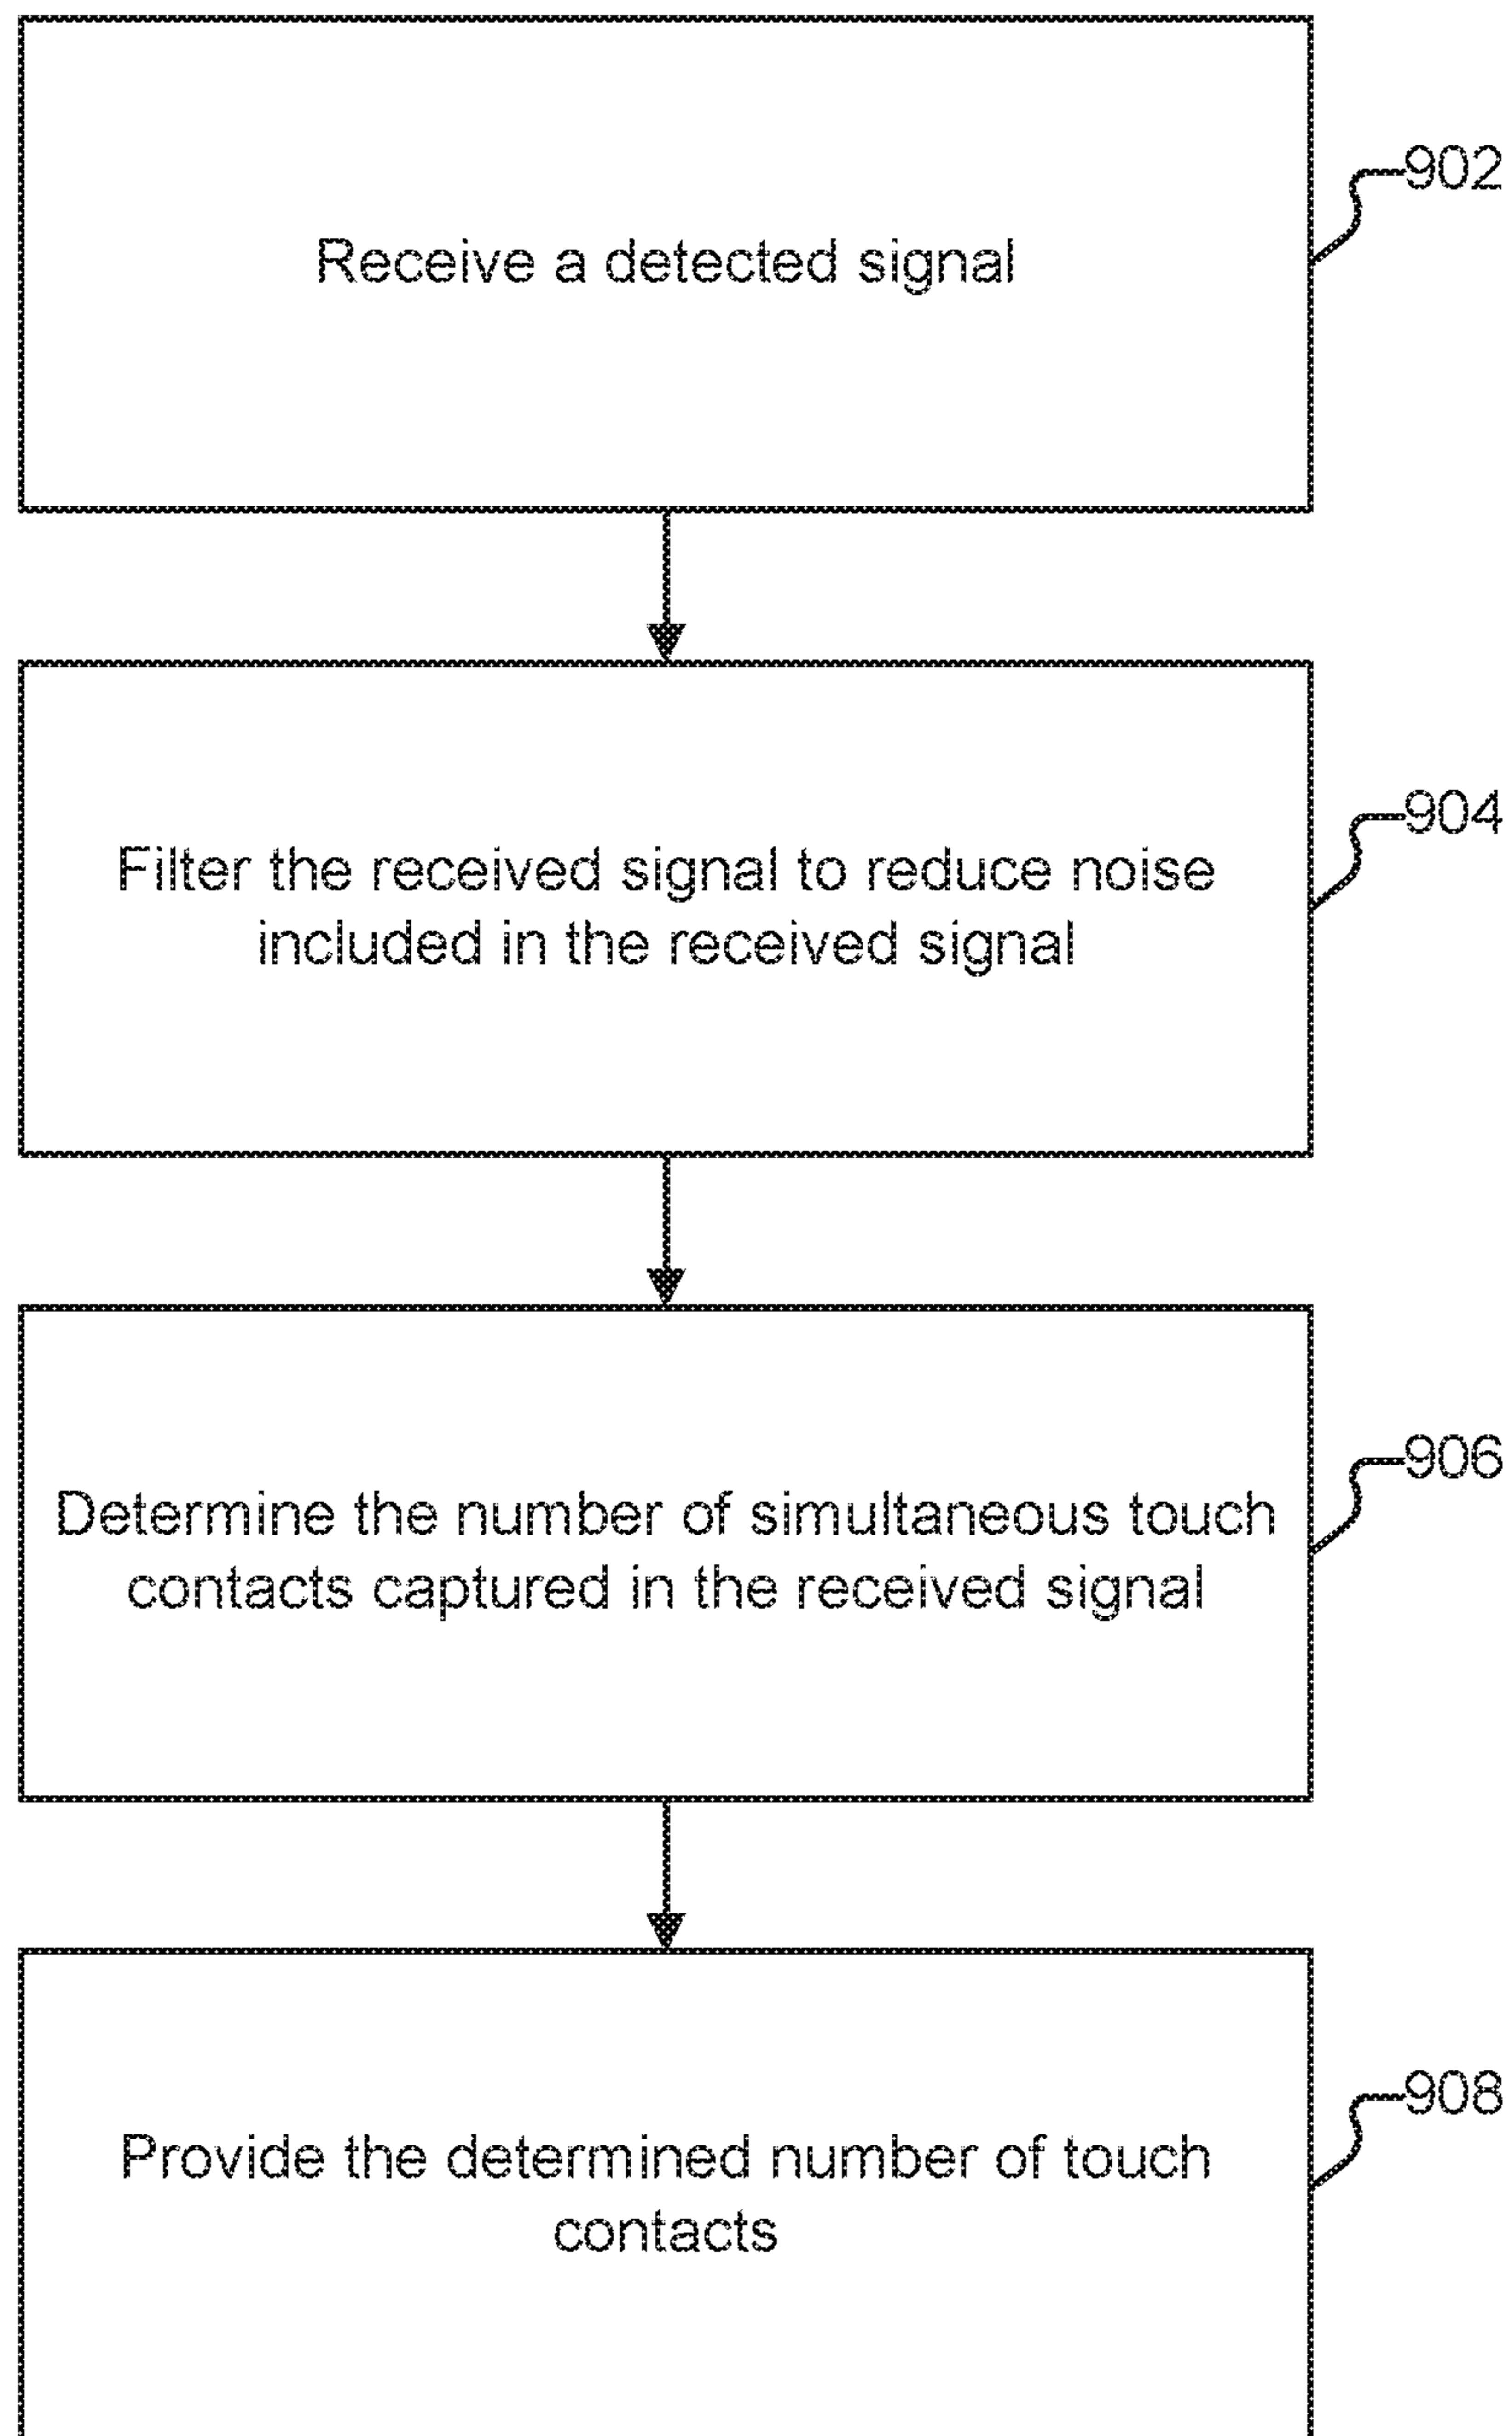 Receive a detected signal
902
Filter the received signal to reduce noise
included in the received signal
904
Determine the number of simultaneous touch
contacts captured in the received signal
906
Provide the determined number of touch
contacts
908